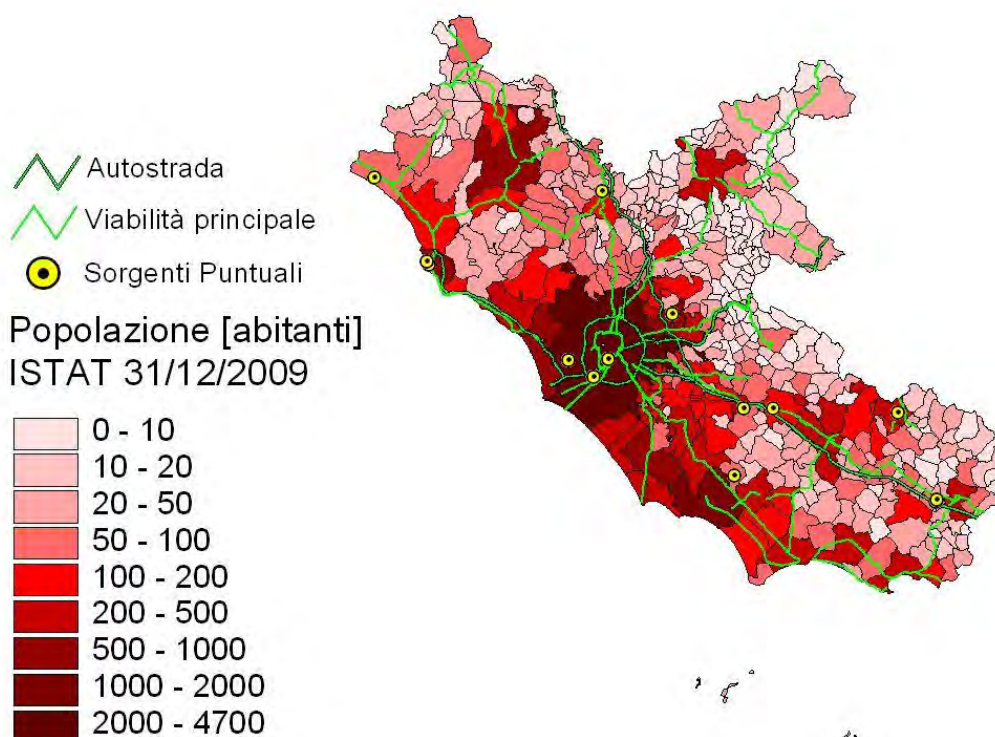 Autostrada
Viabilità principale
Sorgenti Puntuali
Popolazione [abitanti]
ISTAT 31/12/2009
0 - 10
10 - 20
20 - 50
50 - 100
100 - 200
200 - 500
500 - 1000
1000 - 2000
2000 - 4700